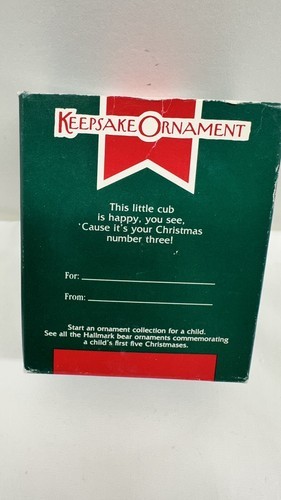 KEEPSAKE ORNAMENT
This little cub
is happy, you see,
'Cause it's your Christmas
number three!
For:
From:
Start an ornament collection for a child.
See all the Hallmark bear ornaments commemorating
a child's first five Christmases.